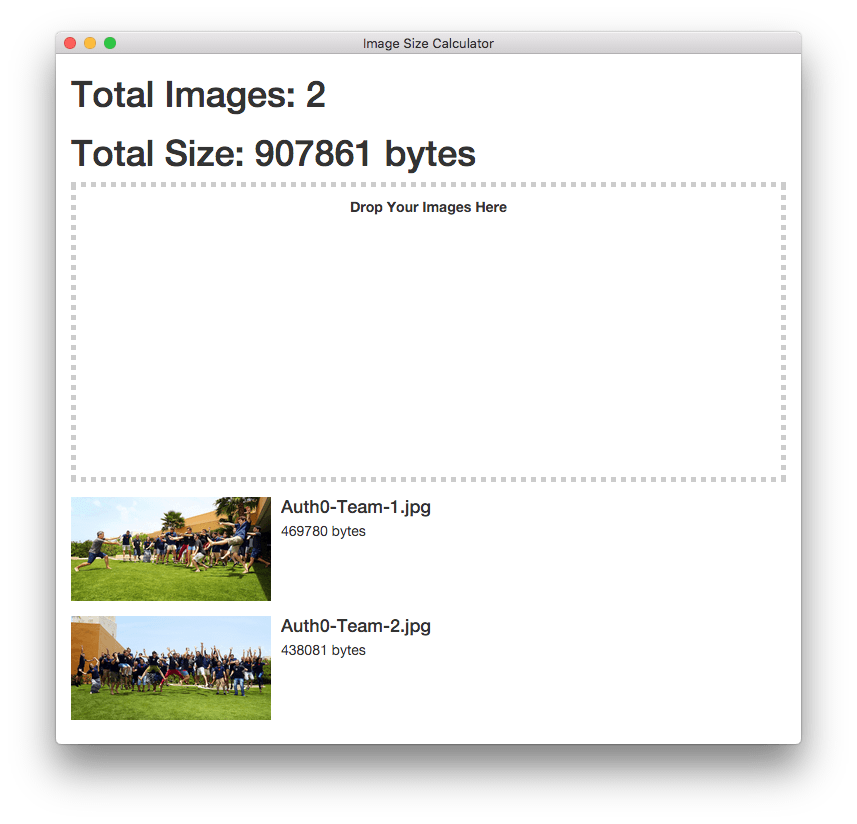 Image Size Calculator
Total Images: 2
Total Size: 907861 bytes
Drop Your Images Here
Auth0-Team-1.jpg
469780 bytes
Auth0-Team-2.jpg
438081 bytes